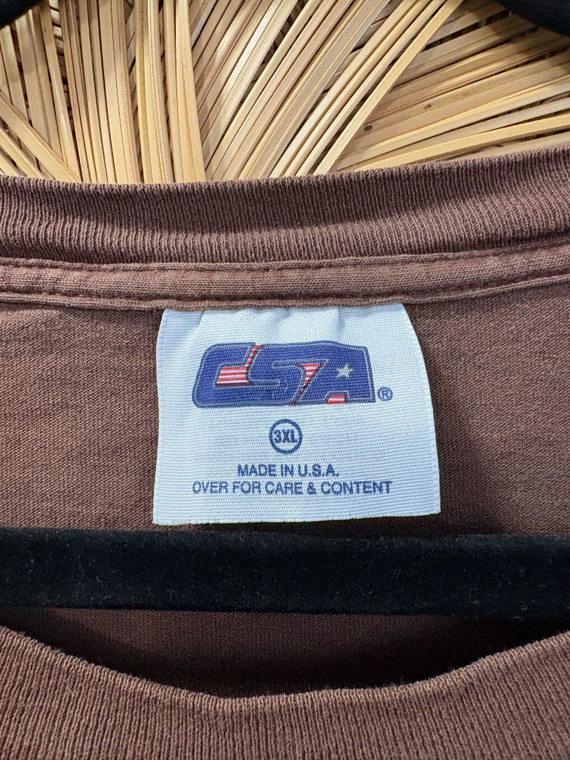 CSA®
3XL
MADE IN U.S.A.
OVER FOR CARE & CONTENT